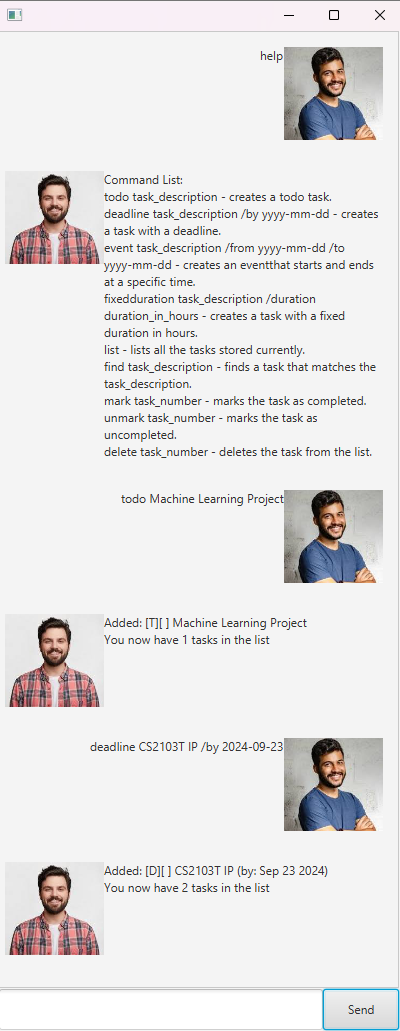 help
Command List:
todo task_description - creates a todo task.
deadline task_description /by yyyy-mm-dd - creates
a task with a deadline.
event task_description /from yyyy-mm-dd /to
yyyy-mm-dd - creates an eventthat starts and ends
at a specific time.
fixedduration task_description /duration
duration_in_hours - creates a task with a fixed
duration in hours.
list - lists all the tasks stored currently.
find task_description - finds a task that matches the
task_description.
mark task_number - marks the task as completed.
unmark task_number - marks the task as
uncompleted.
delete task_number - deletes the task from the list.
todo Machine Learning Project
Added: [T][ ] Machine Learning Project
You now have 1 tasks in the list
deadline CS2103T IP /by 2024-09-23
Added: [D][ ] CS2103T IP (by: Sep 23 2024)
You now have 2 tasks in the list
Send